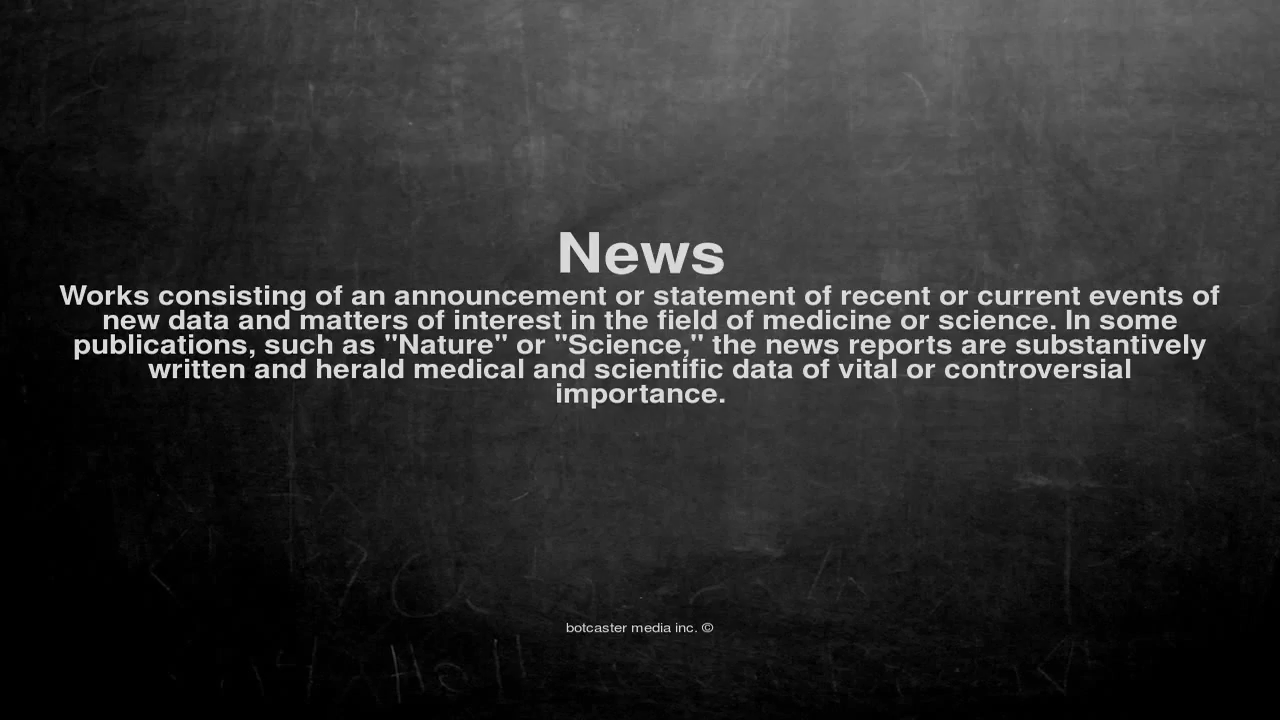 News
Works consisting of an announcement or statement of recent or current events of
new data and matters of interest in the field of medicine or science. In some
publications, such as "Nature" or "Science," the news reports are substantively
written and herald medical and scientific data of vital or controversial
importance.
botcaster media inc. ©